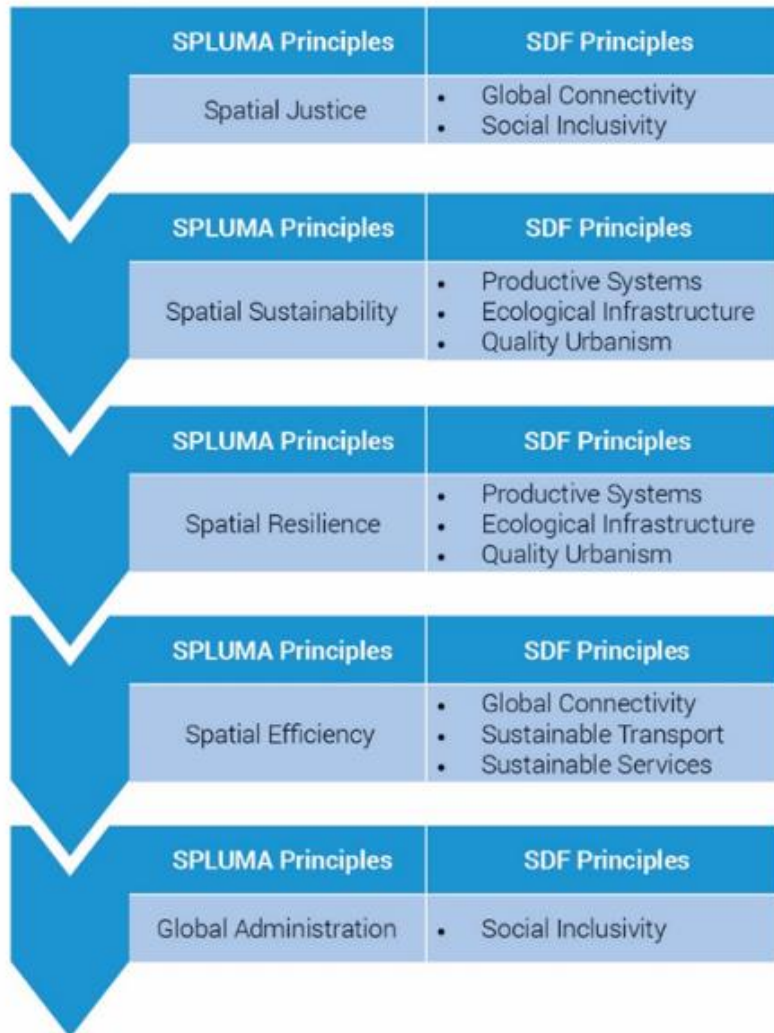 SPLUMA Principles SDF Principles
Spatial Justice
• Global Connectivity
• Social Inclusivity
SPLUMA Principles SDF Principles
Spatial Sustainability
• Productive Systems
• Ecological Infrastructure
• Quality Urbanism
SPLUMA Principles SDF Principles
Spatial Resilience
• Productive Systems
• Ecological Infrastructure
• Quality Urbanism
SPLUMA Principles SDF Principles
Spatial Efficiency
• Global Connectivity
• Sustainable Transport
• Sustainable Services
SPLUMA Principles SDF Principles
Global Administration
• Social Inclusivity